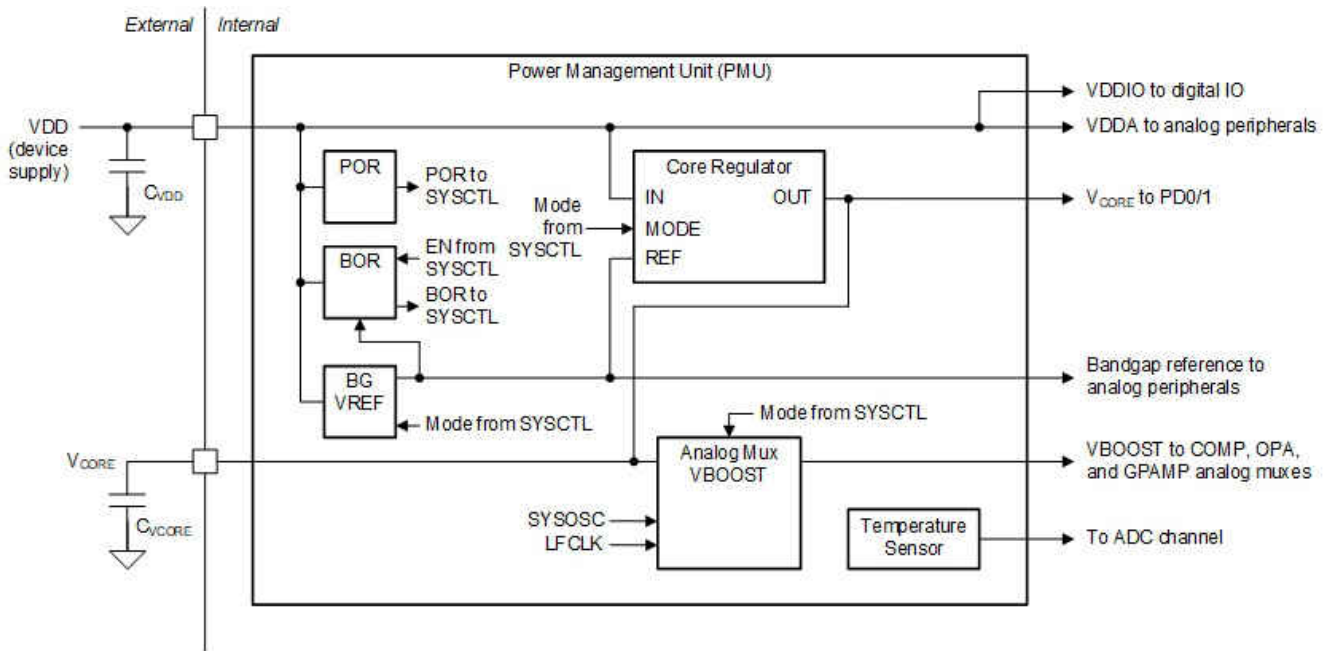 External
Internal
Power Management Unit (PMU)
VDD
(device
supply)
CVDD
VDDIO to digital IO
VDDA to analog peripherals
POR
POR to
SYSCTL
Core Regulator
IN
OUT
MODE
REF
Mode
from
SYSCTL
VCORE to PD0/1
BOR
EN from
SYSCTL
BOR to
SYSCTL
BG
VREF
Mode from SYSCTL
Bandgap reference to
analog peripherals
Mode from SYSCTL
VCORE
CVCORE
Analog Mux
VBOOST
VBOOST to COMP, OPA,
and GPAMP analog muxes
SYSOSC
LFCLK
Temperature
Sensor
To ADC channel